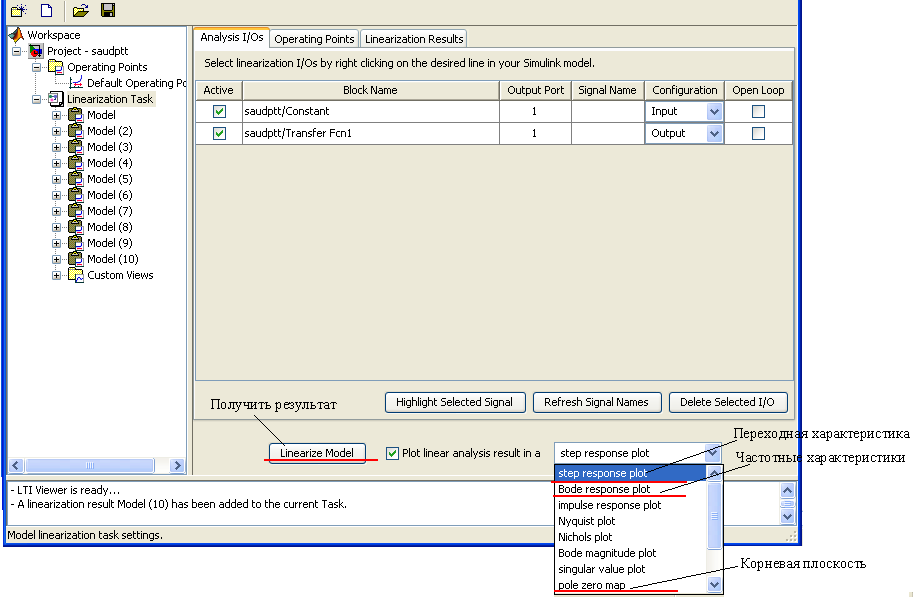 Workspace
Project - saudptt
Operating Points
Default Operating Po
Linearization Task
Model
Model (2)
Model (3)
Model (4)
Model (5)
Model (6)
Model (7)
Model (8)
Model (9)
Model (10)
Custom Views
Analysis I/Os Operating Points Linearization Results
Select linearization I/Os by right clicking on the desired line in your Simulink model.
Active Block Name Output Port Signal Name Configuration Open Loop
saudptt/Constant 1 Input
saudptt/Transfer Fcn1 1 Output
Highlight Selected Signal Refresh Signal Names Delete Selected I/O
Получить результат
Linearize Model Plot linear analysis result in a step response plot
Переходная характеристика
Частотные характеристики
step response plot
Bode response plot
impulse response plot
Nyquist plot
Nichols plot
Bode magnitude plot
singular value plot
pole zero map
Корневая плоскость
- LTI Viewer is ready...
- A linearization result Model (10) has been added to the current Task.
Model linearization task settings.